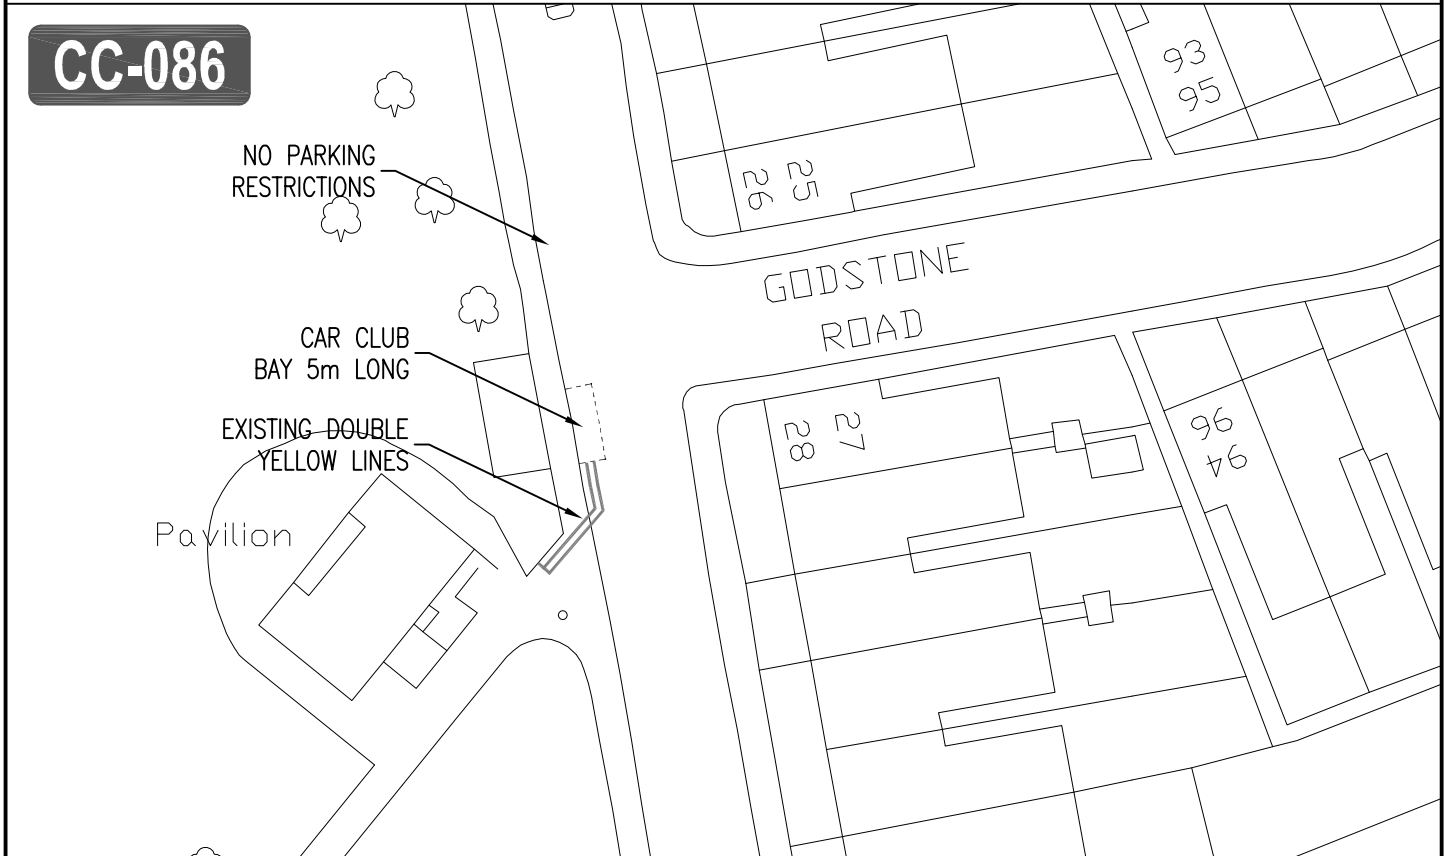 CC-086
93
95
NO PARKING
RESTRICTIONS
26
25
GODSTONE
ROAD
CAR CLUB
BAY 5m LONG
28
27
96
94
EXISTING DOUBLE
YELLOW LINES
Pavilion